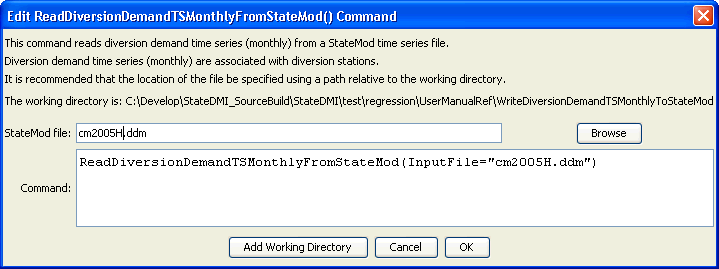 Edit ReadDiversionDemandTSMonthlyFromStateMod() Command
This command reads diversion demand time series (monthly) from a StateMod time series file.
Diversion demand time series (monthly) are associated with diversion stations.
It is recommended that the location of the file be specified using a path relative to the working directory.
The working directory is: C:\Develop\StateDMI_SourceBuild\StateDMI\test\regression\UserManualRef\WriteDiversionDemandTSMonthlyToStateMod
StateMod file: cm2005H.ddm Browse
Command: ReadDiversionDemandTSMonthlyFromStateMod(InputFile="cm2005H.ddm")
Add Working Directory Cancel OK